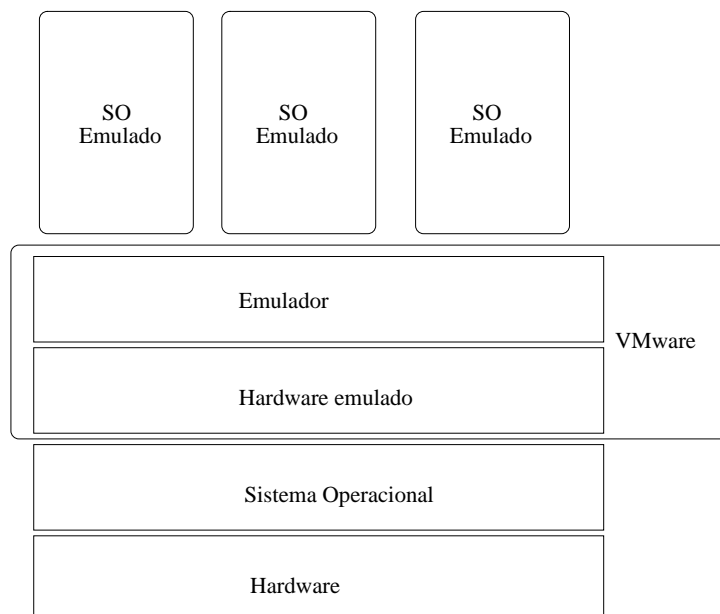 SO
Emulado
SO
Emulado
SO
Emulado
Emulador
VMware
Hardware emulado
Sistema Operacional
Hardware